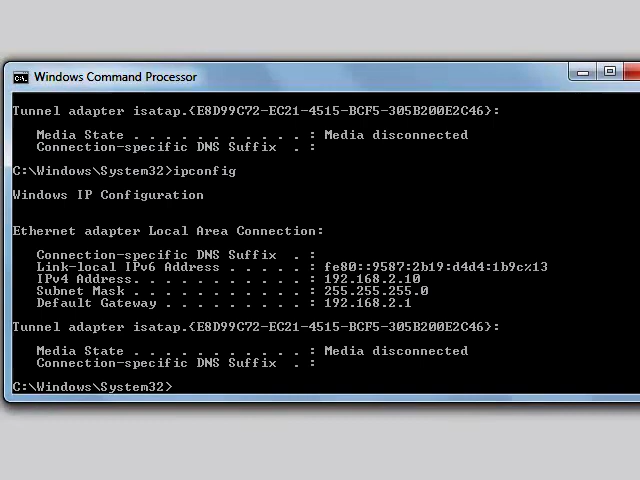 Windows Command Processor
Tunnel adapter isatap.{E8D99C72-EC21-4515-BCF5-305B200E2C46}:
Media State . . . . . . . . . . . : Media disconnected
Connection-specific DNS Suffix  . :
C:\Windows\System32>ipconfig
Windows IP Configuration
Ethernet adapter Local Area Connection:
Connection-specific DNS Suffix  . :
Link-local IPv6 Address . . . . . : fe80::9587:2b19:d4d4:1b9c%13
IPv4 Address. . . . . . . . . . . : 192.168.2.10
Subnet Mask . . . . . . . . . . . : 255.255.255.0
Default Gateway . . . . . . . . . : 192.168.2.1
Tunnel adapter isatap.{E8D99C72-EC21-4515-BCF5-305B200E2C46}:
Media State . . . . . . . . . . . : Media disconnected
Connection-specific DNS Suffix  . :
C:\Windows\System32>